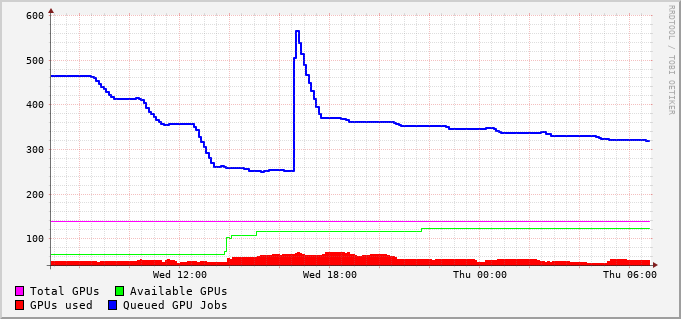 600
500
400
300
200
100
Wed 12:00 Wed 18:00 Thu 00:00 Thu 06:00
Total GPUs Available GPUs
GPUs used Queued GPU Jobs
RRDTOOL / TOBI OETIKER